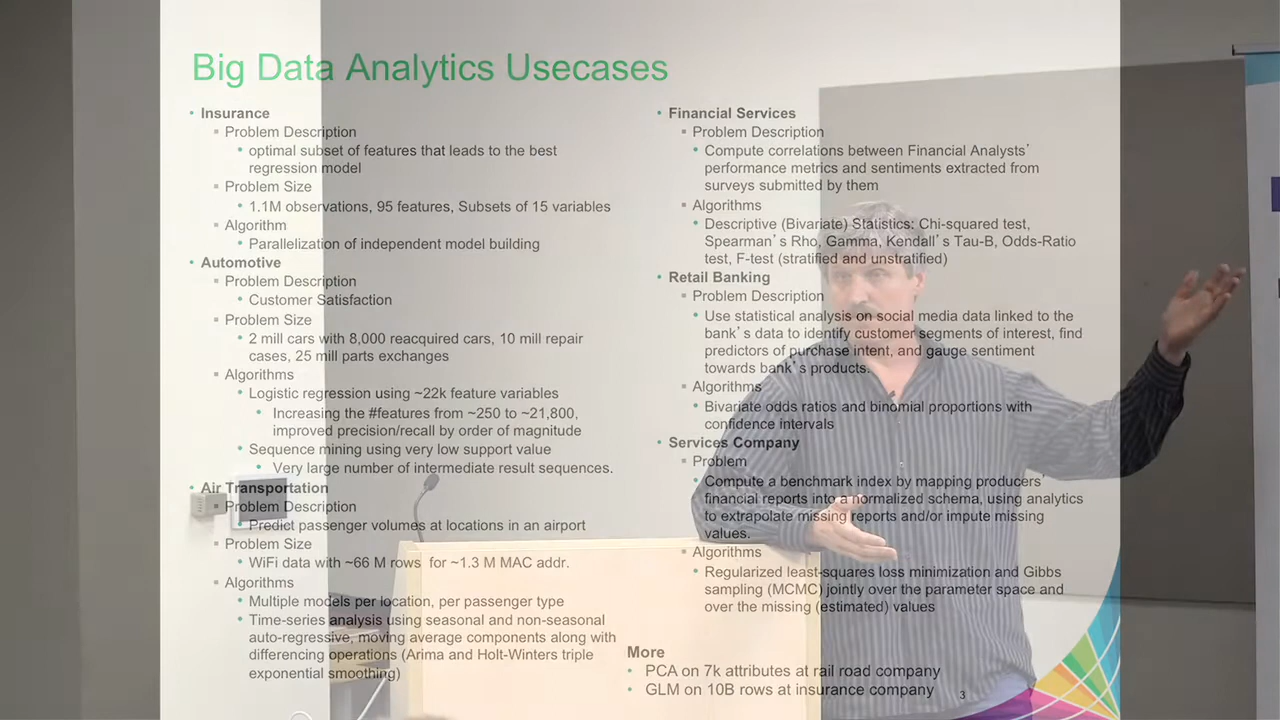 Big Data Analytics Usecases
• Insurance
▪ Problem Description
• optimal subset of features that leads to the best
regression model
▪ Problem Size
• 1.1M observations, 95 features, Subsets of 15 variables
▪ Algorithm
• Parallelization of independent model building
• Automotive
▪ Problem Description
• Customer Satisfaction
▪ Problem Size
• 2 mill cars with 8,000 reacquired cars, 10 mill repair
cases, 25 mill parts exchanges
▪ Algorithms
• Logistic regression using ~22k feature variables
• Increasing the #features from ~250 to ~21,800,
improved precision/recall by order of magnitude
• Sequence mining using very low support value
• Very large number of intermediate result sequences.
• Air Transportation
▪ Problem Description
• Predict passenger volumes at locations in an airport
▪ Problem Size
• WiFi data with ~66 M rows for ~1.3 M MAC addr.
▪ Algorithms
• Multiple models per location, per passenger type
• Time-series analysis using seasonal and non-seasonal
auto-regressive, moving average components along with
differencing operations (Arima and Holt-Winters triple
exponential smoothing)
• Financial Services
▪ Problem Description
• Compute correlations between Financial Analysts'
performance metrics and sentiments extracted from
surveys submitted by them
▪ Algorithms
• Descriptive (Bivariate) Statistics: Chi-squared test,
Spearman's Rho, Gamma, Kendall's Tau-B, Odds-Ratio
test, F-test (stratified and unstratified)
• Retail Banking
▪ Problem Description
• Use statistical analysis on social media data linked to the
bank's data to identify customer segments of interest, find
predictors of purchase intent, and gauge sentiment
towards bank's products.
▪ Algorithms
• Bivariate odds ratios and binomial proportions with
confidence intervals
• Services Company
▪ Problem
• Compute a benchmark index by mapping producers'
financial reports into a normalized schema, using analytics
to extrapolate missing reports and/or impute missing
values.
▪ Algorithms
• Regularized least-squares loss minimization and Gibbs
sampling (MCMC) jointly over the parameter space and
over the missing (estimated) values
More
• PCA on 7k attributes at rail road company
• GLM on 10B rows at insurance company
3